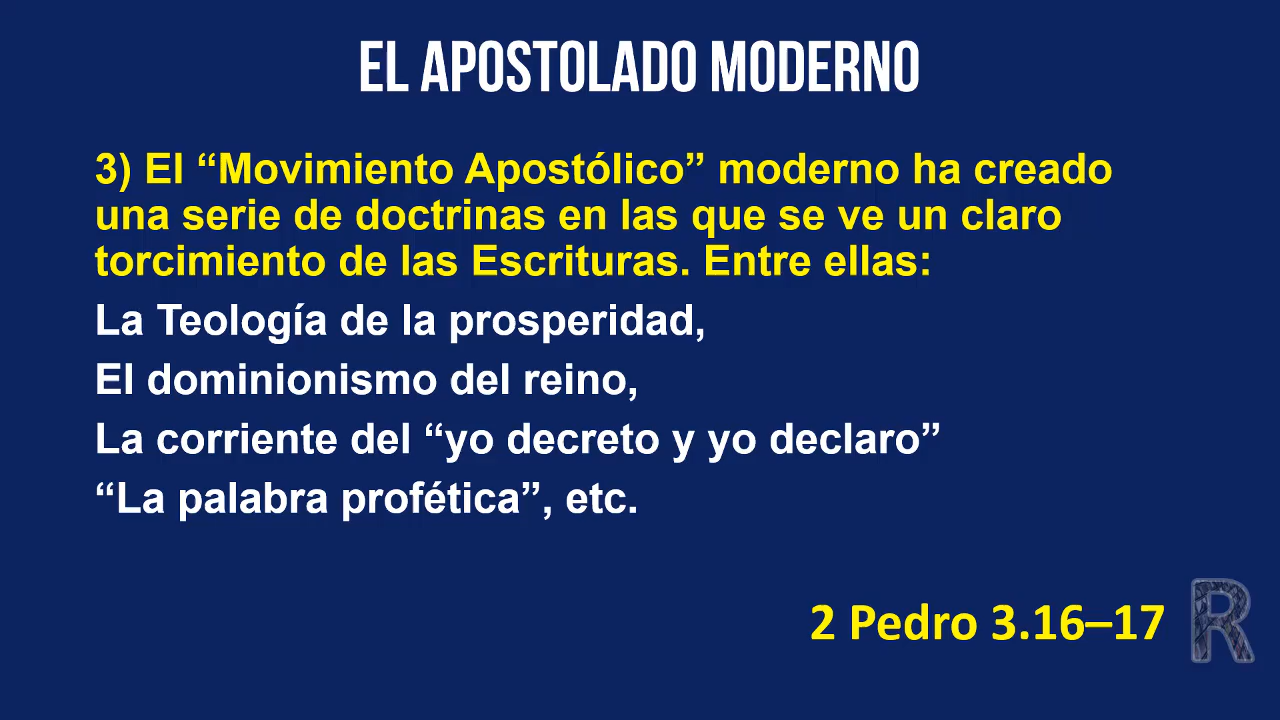 EL APOSTOLADO MODERNO
3) El “Movimiento Apostólico” moderno ha creado
una serie de doctrinas en las que se ve un claro
torcimiento de las Escrituras. Entre ellas:
La Teología de la prosperidad,
El dominionismo del reino,
La corriente del “yo decreto y yo declaro”
“La palabra profética”, etc.
2 Pedro 3.16–17
R